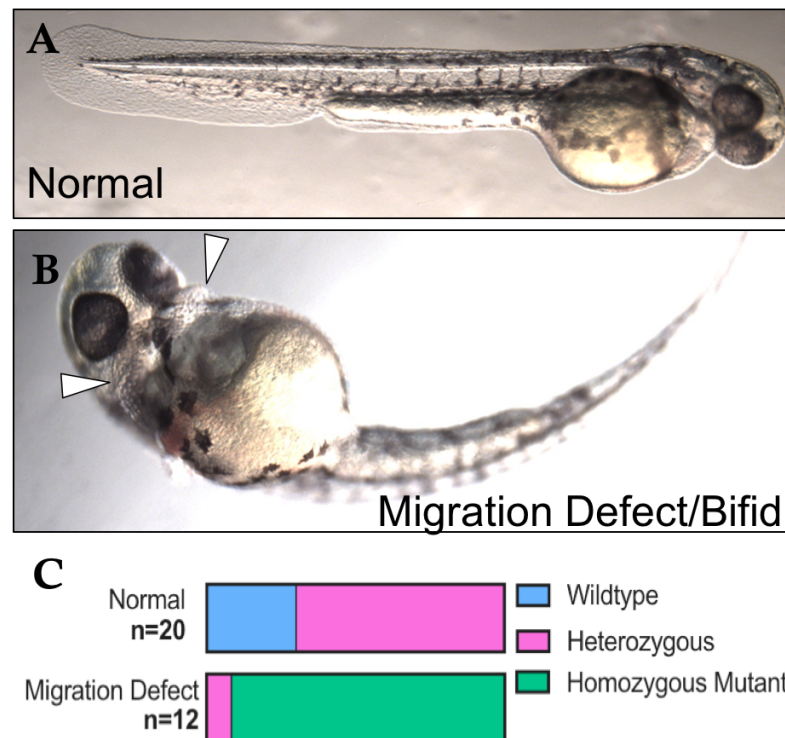 A
Normal
B
Migration Defect/Bifid
C
Normal
n=20
Migration Defect
n=12
Wildtype
Heterozygous
Homozygous Mutant